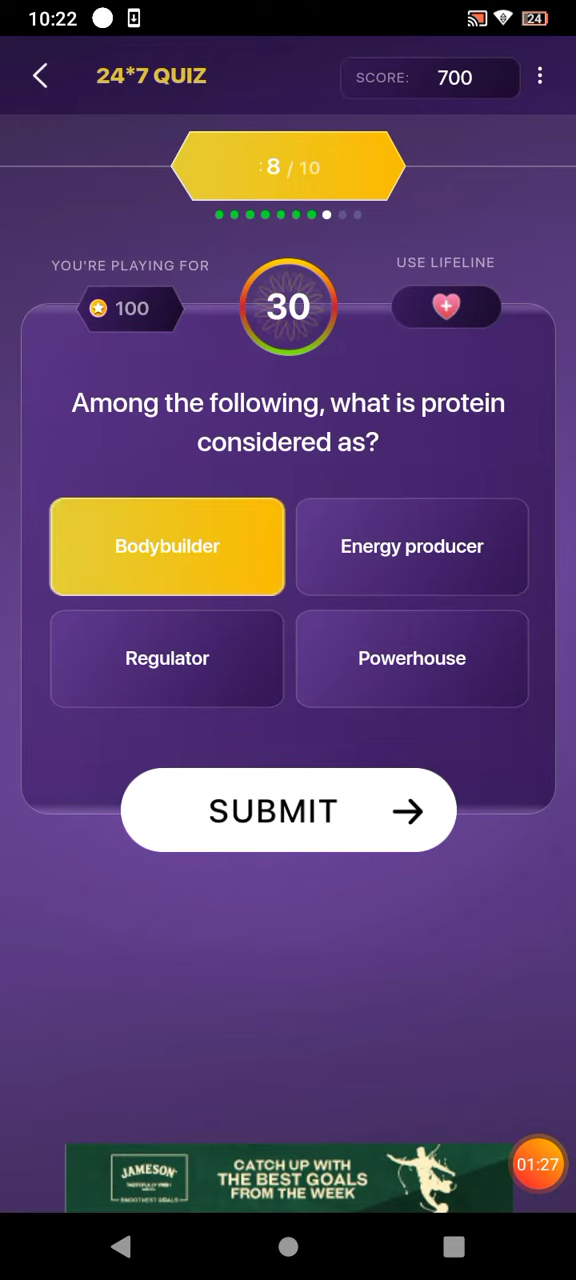 10:22
24
24*7 QUIZ
SCORE: 700
: 8 / 10
YOU'RE PLAYING FOR
USE LIFELINE
100
30
Among the following, what is protein
considered as?
Bodybuilder
Energy producer
Regulator
Powerhouse
SUBMIT
JAMESON
SMOOTHEST GOALS
CATCH UP WITH
THE BEST GOALS
FROM THE WEEK
01:27